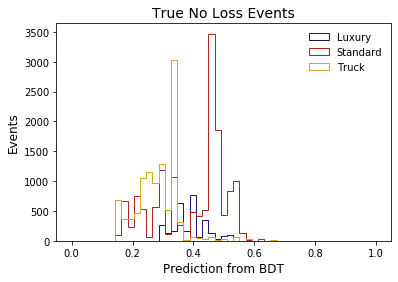 True No Loss Events
Luxury
Standard
Truck
Events
3500
3000
2500
2000
1500
1000
500
0
0.0 0.2 0.4 0.6 0.8 1.0
Prediction from BDT